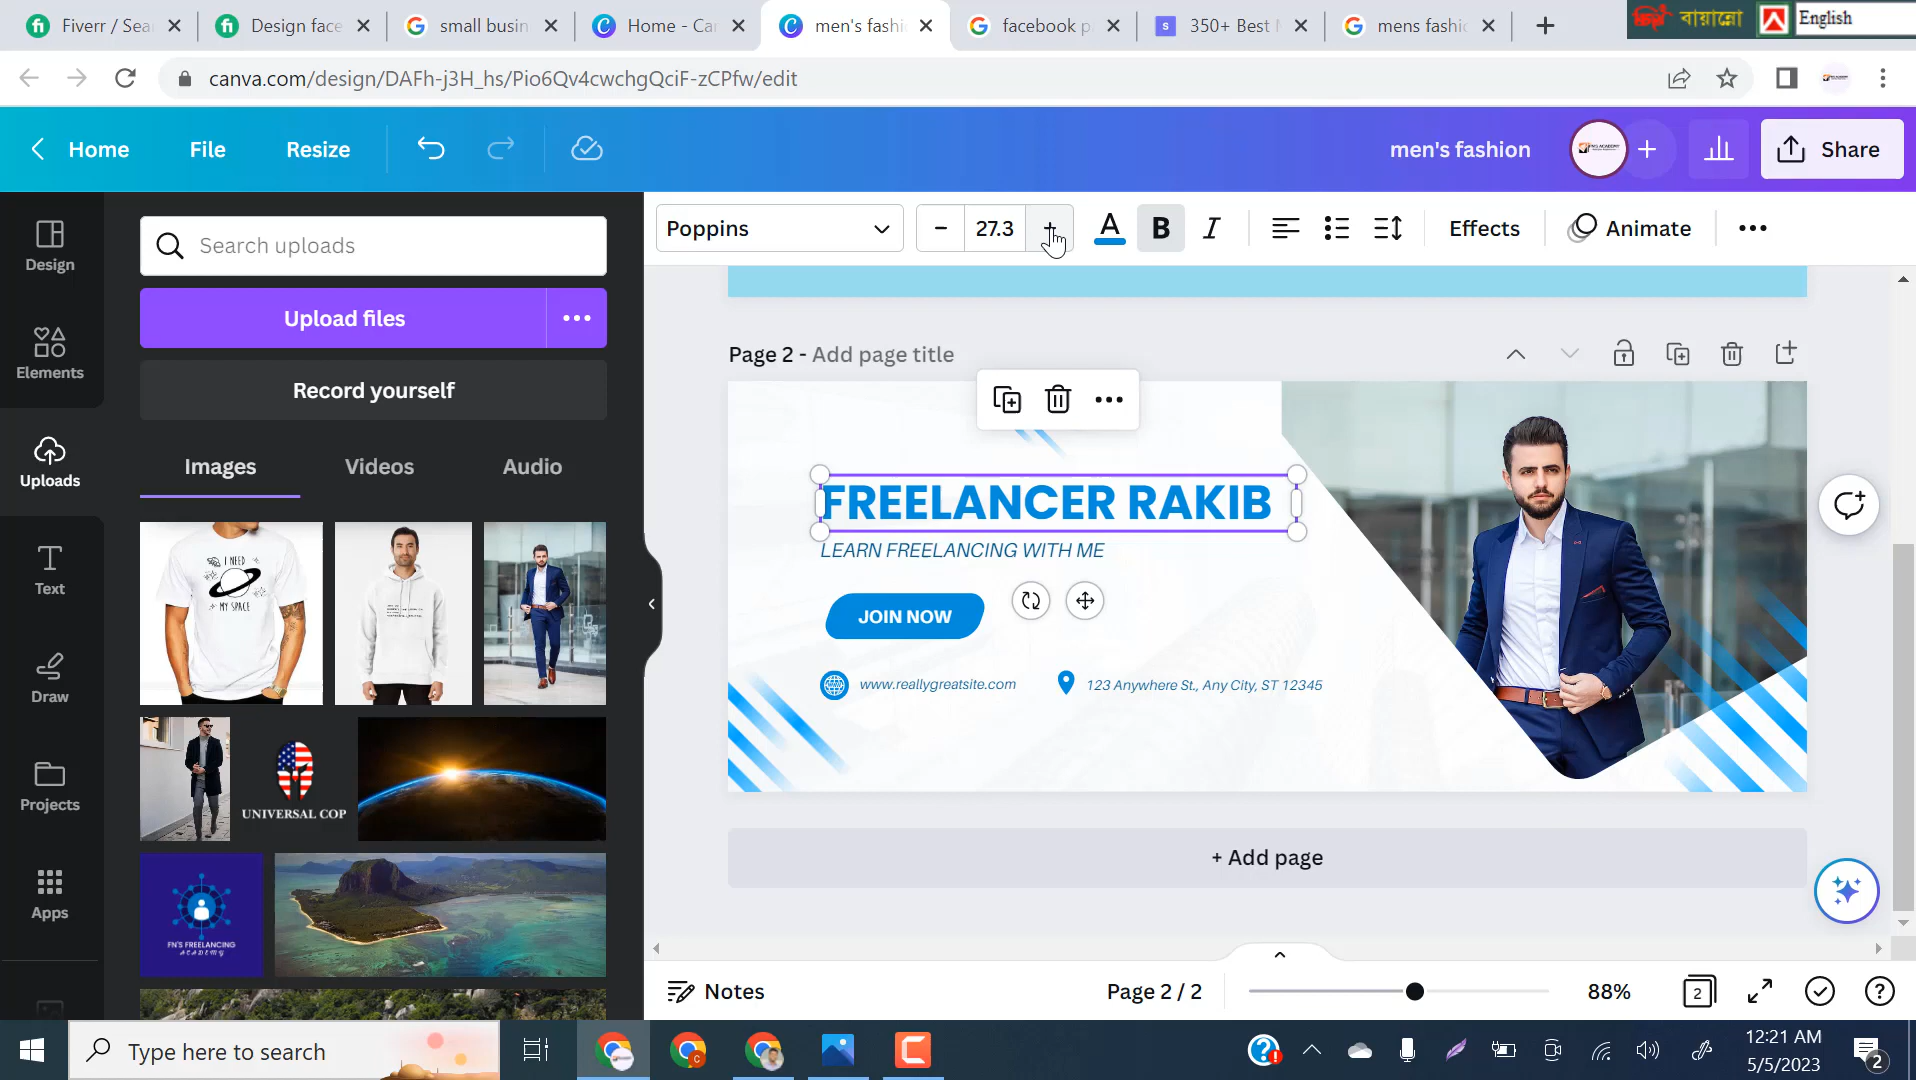 Fiverr / Sea
Design face
small busin
Home - Ca
men's fashi
facebook p
350+ Best
mens fashic
বায়ান্নো
English
canva.com/design/DAFh-j3H_hs/Pio6Qv4cwchgQciF-zCPfw/edit
Home
File
Resize
men's fashion
Share
Poppins
27.3
A
B
I
Effects
Animate
Design
Elements
Uploads
Text
Draw
Projects
Apps
Search uploads
Upload files
Record yourself
Images
Videos
Audio
I NEED
MY SPACE
UNIVERSAL COP
FN'S FREELANCING
ACADEMY
Page 2 - Add page title
FREELANCER RAKIB
LEARN FREELANCING WITH ME
JOIN NOW
www.reallygreatsite.com
123 Anywhere St., Any City, ST 12345
+ Add page
Notes
Page 2 / 2
88%
2
Type here to search
12:21 AM
5/5/2023
2